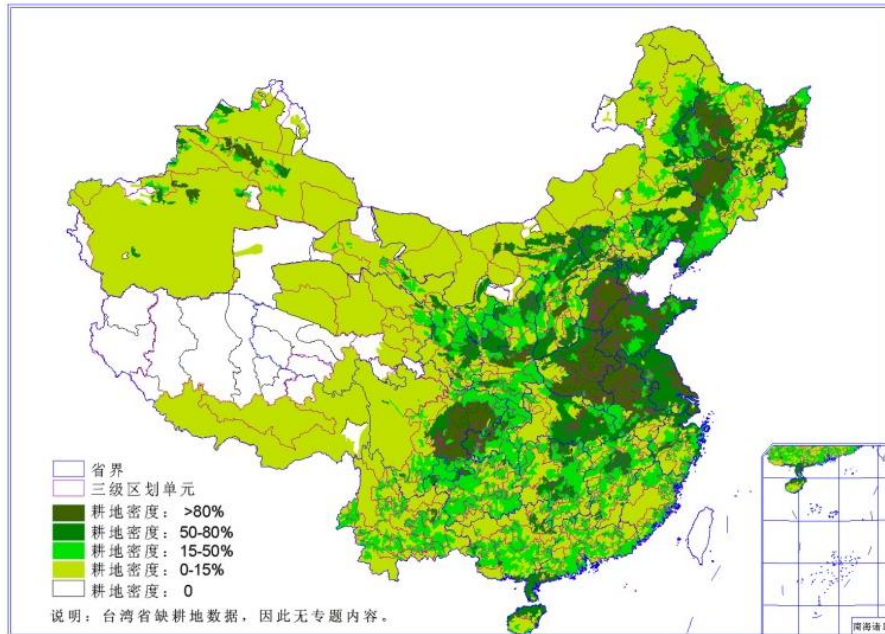 省界
三级区划单元
耕地密度： >80%
耕地密度： 50-80%
耕地密度： 15-50%
耕地密度： 0-15%
耕地密度： 0
说明：台湾省缺耕地数据，因此无专题内容。
南海诸